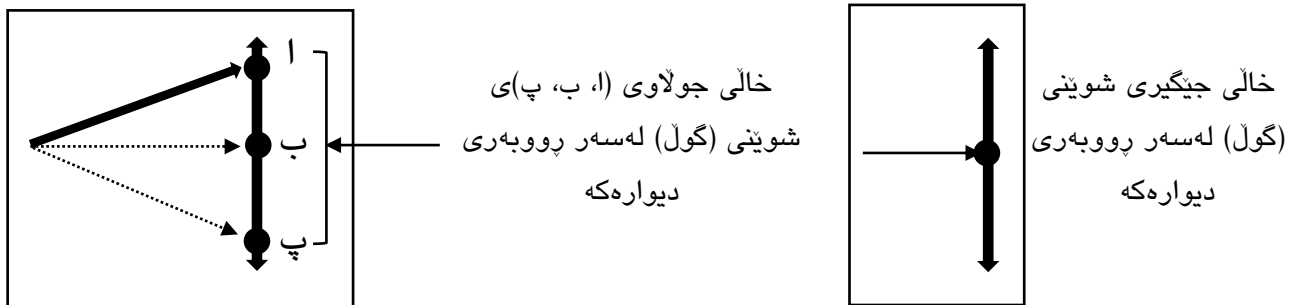 خاڵی جێگیری شوێنی
(گوڵ) لەسەر ڕووبەری
دیوارەکە
ا
ب
پ
خاڵی جوڵاوی (ا، ب، پ)ی
شوێنی (گوڵ) لەسەر ڕووبەری
دیوارەکە